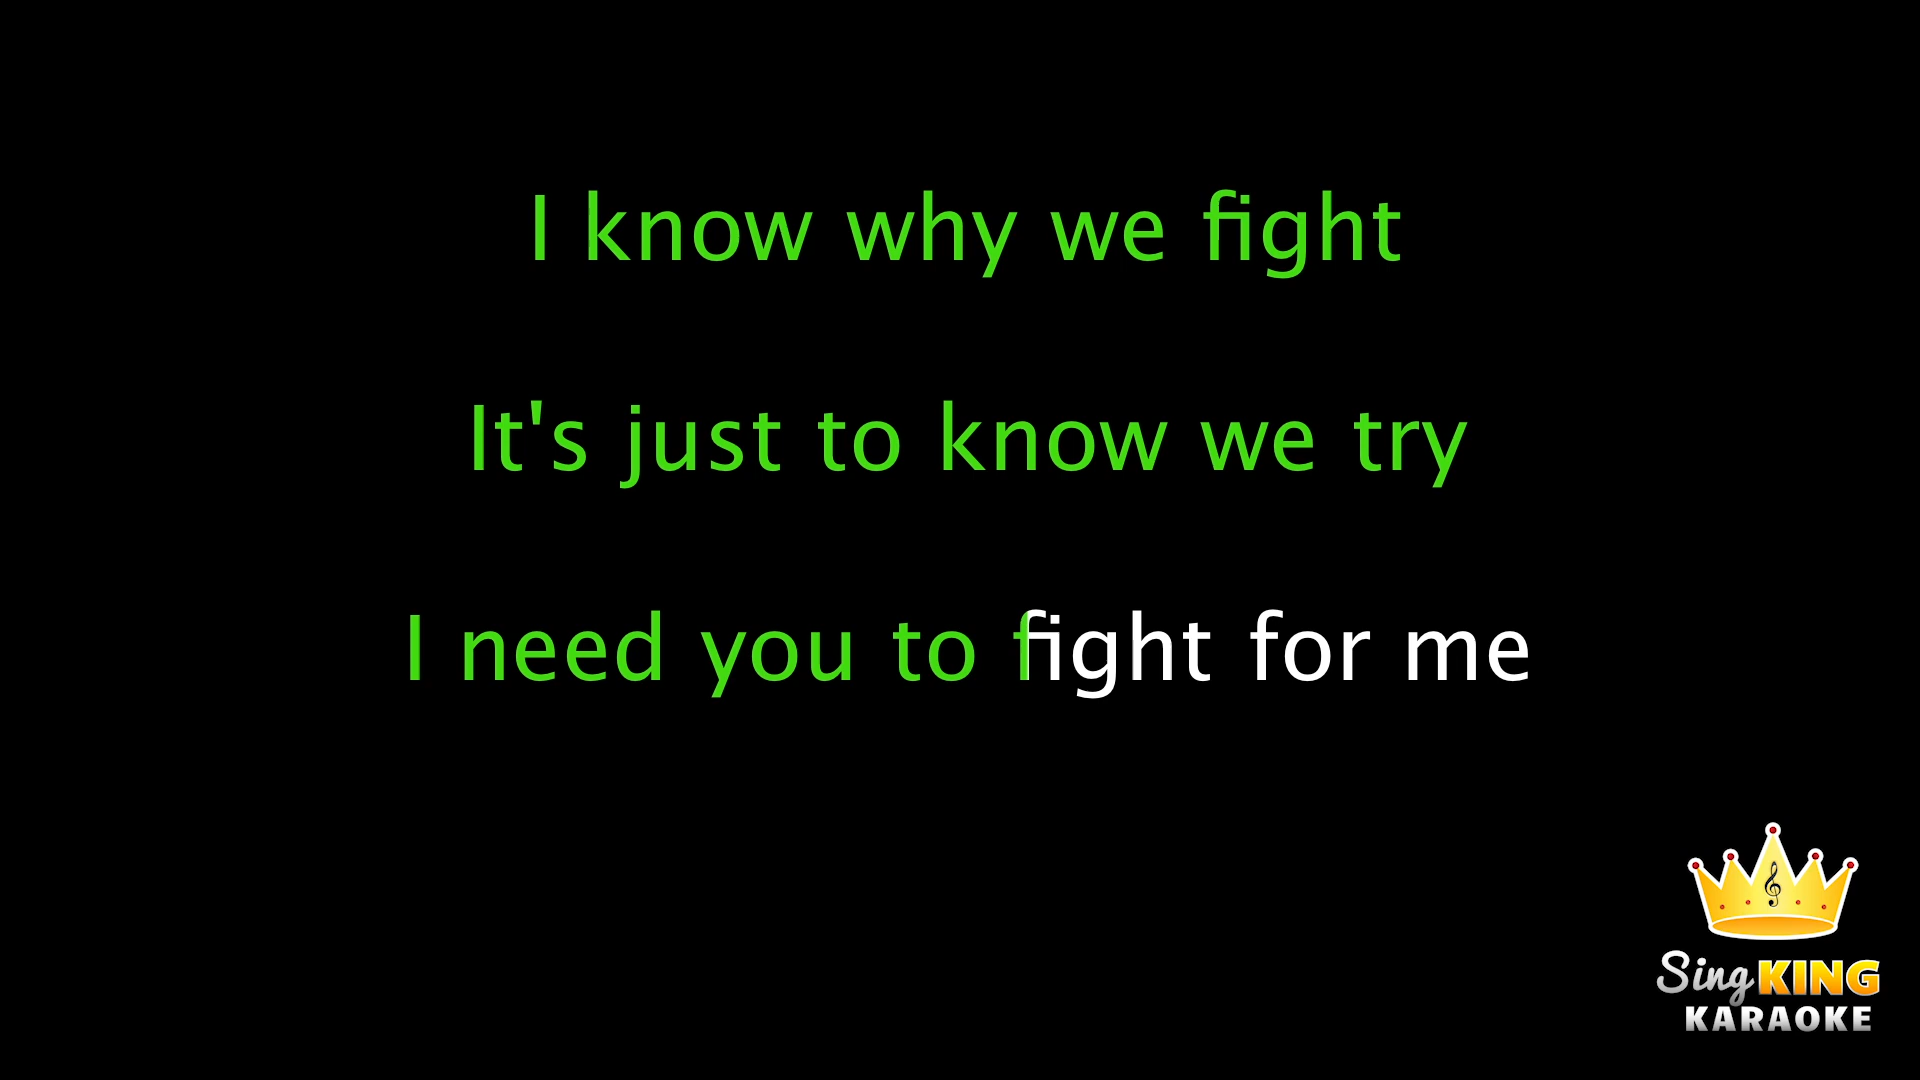 I know why we fight
It's just to know we try
I need you to fight for me
Sing KING
KARAOKE